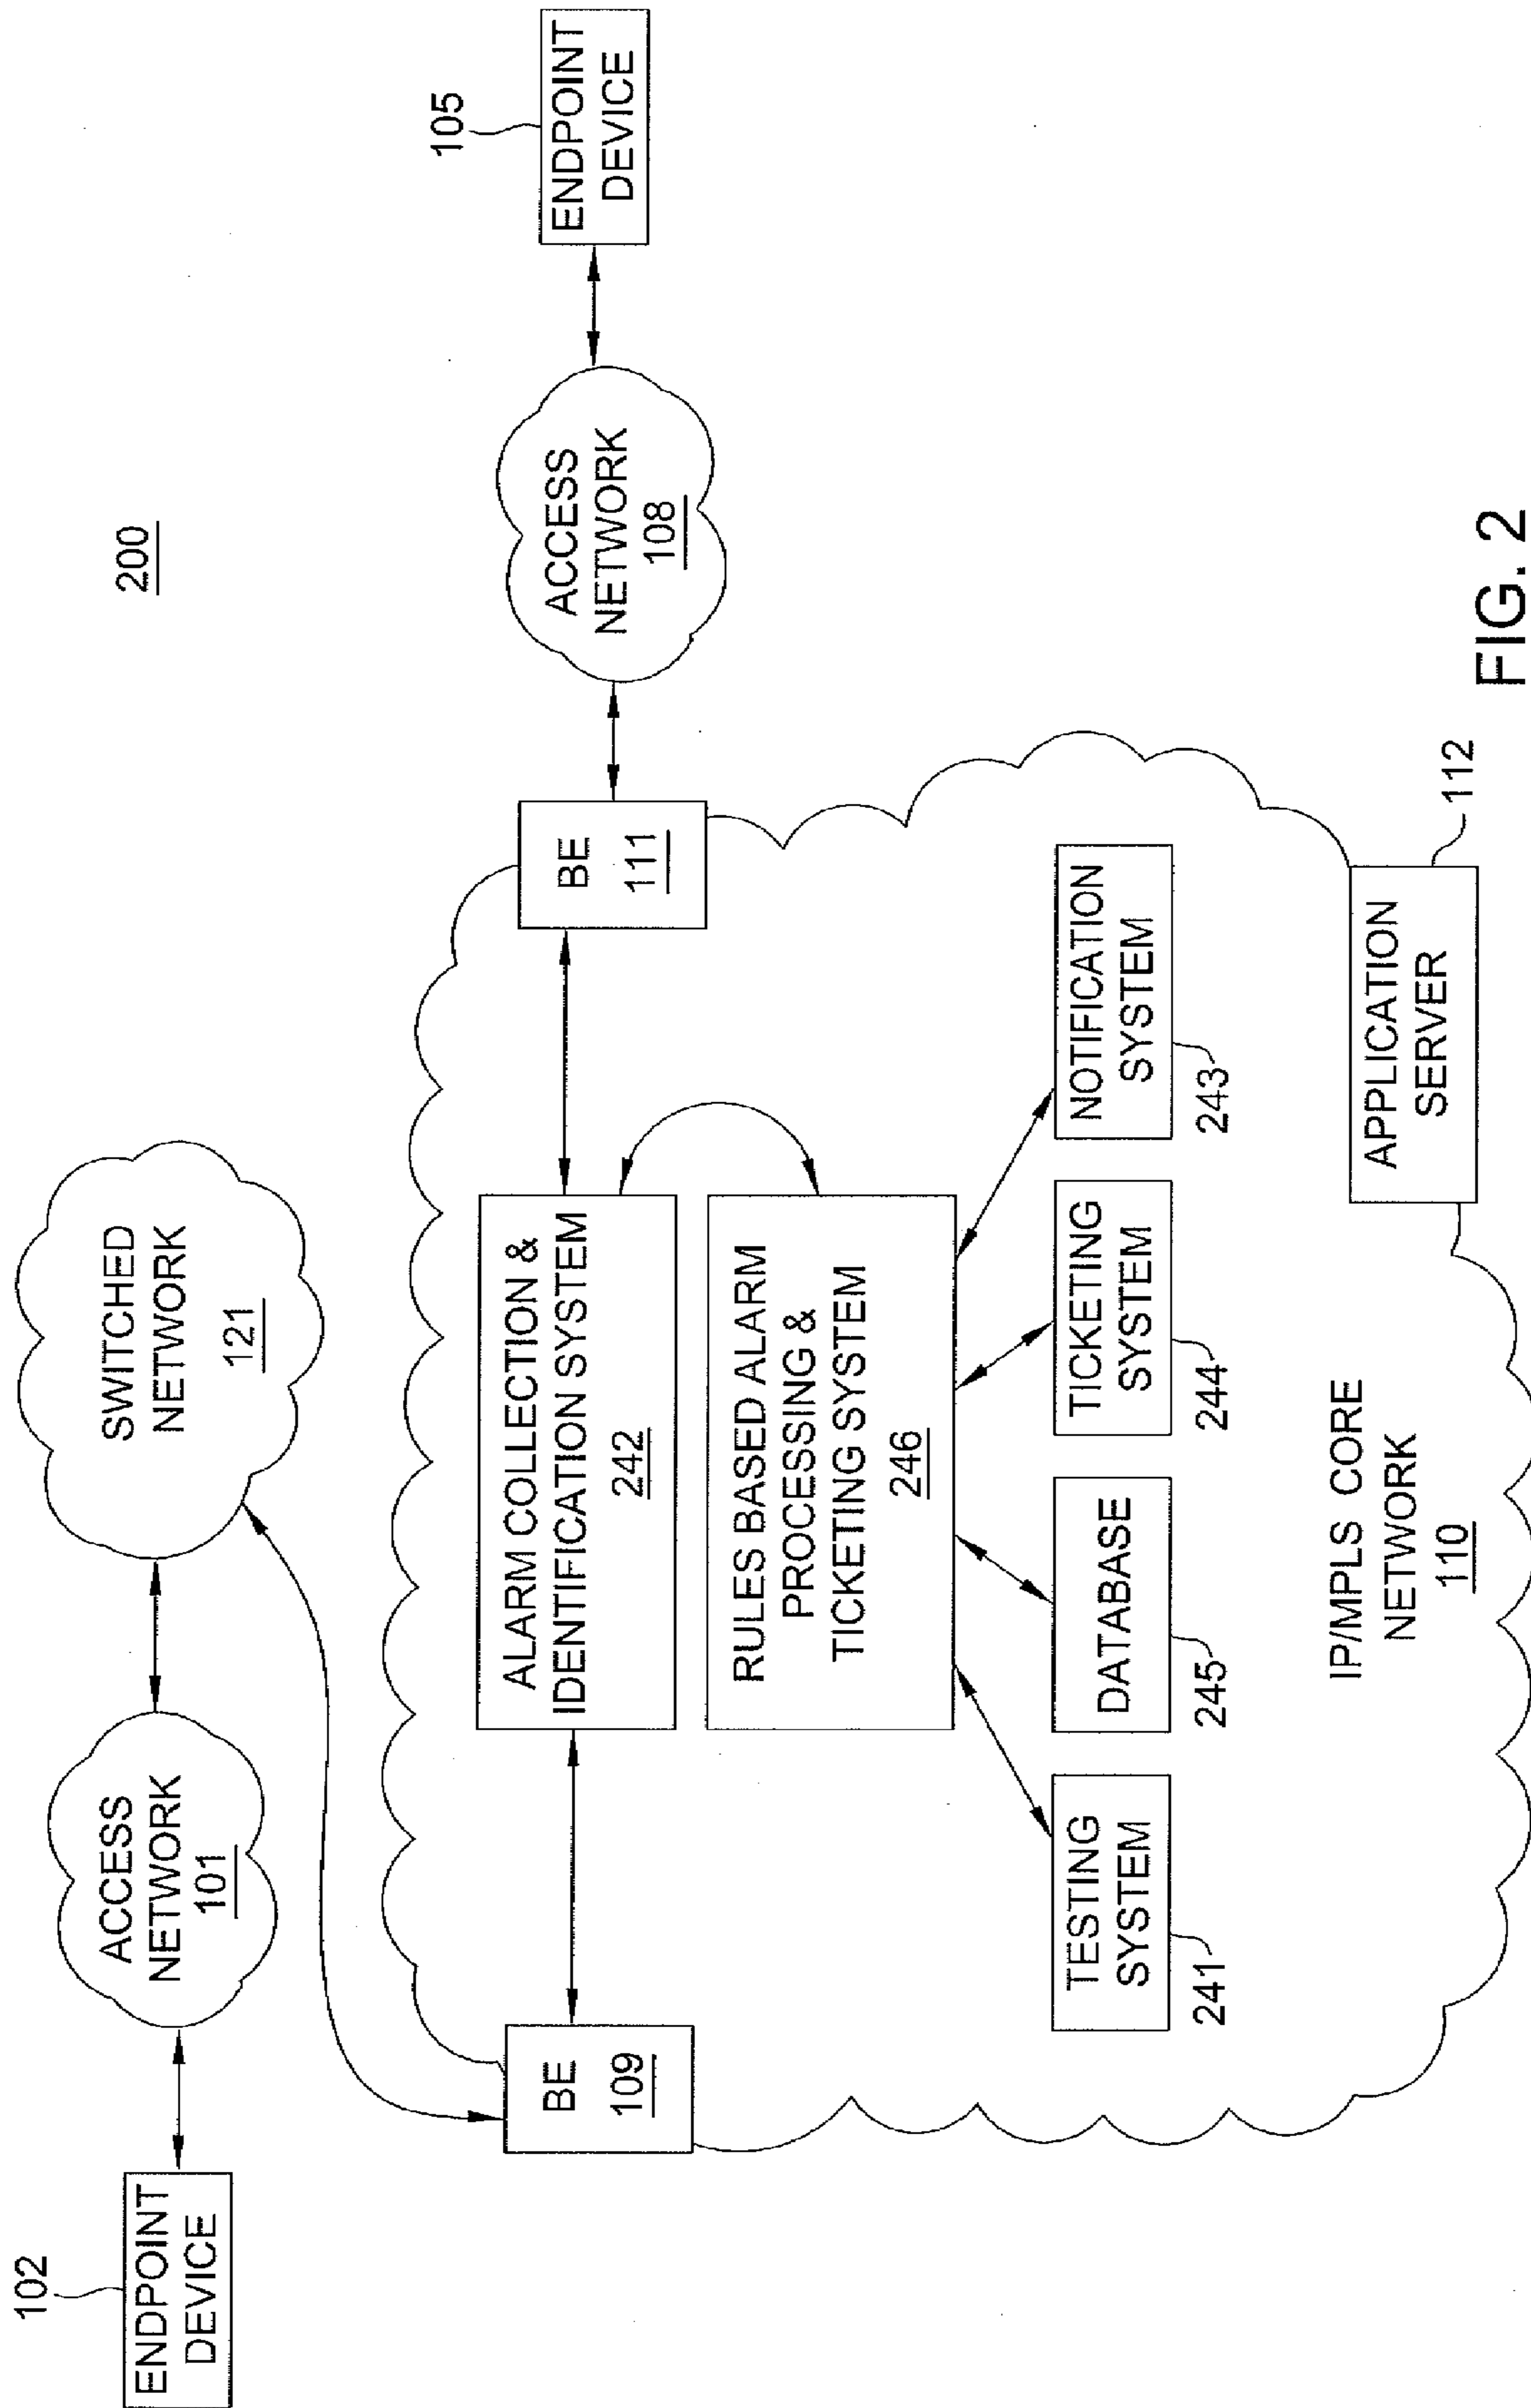 200
102
ENDPOINT
DEVICE
ACCESS
NETWORK
101
SWITCHED
NETWORK
121
105
ENDPOINT
DEVICE
ACCESS
NETWORK
108
BE
109
ALARM COLLECTION &
IDENTIFICATION SYSTEM
242
BE
111
RULES BASED ALARM
PROCESSING &
TICKETING SYSTEM
246
TESTING
SYSTEM
241
DATABASE
245
TICKETING
SYSTEM
244
NOTIFICATION
SYSTEM
243
IP/MPLS CORE
NETWORK
110
APPLICATION
SERVER
112
FIG. 2